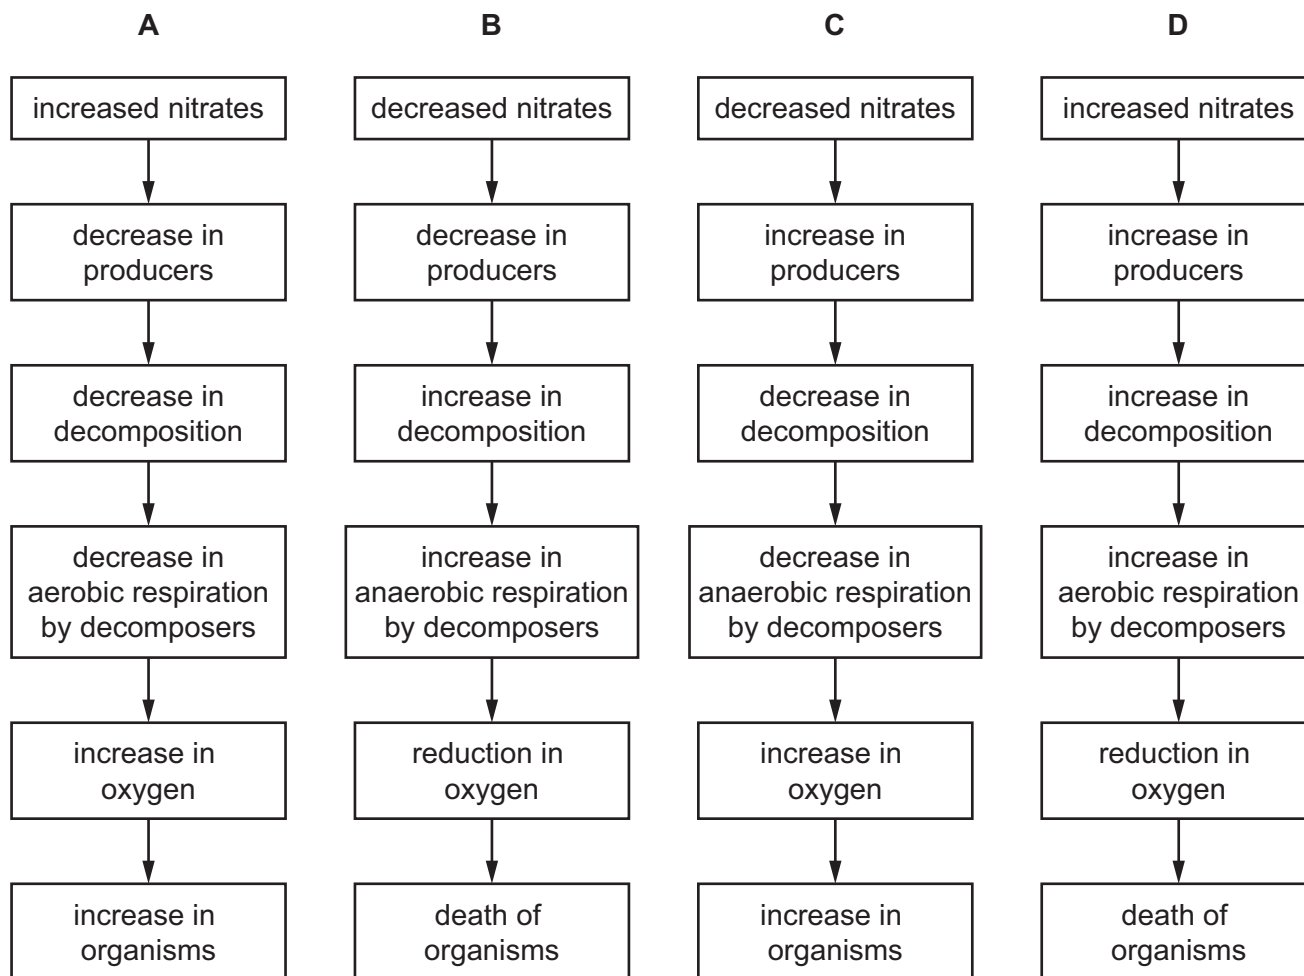 A
B
C
D
increased nitrates
decreased nitrates
decreased nitrates
increased nitrates
decrease in
producers
decrease in
producers
increase in
producers
increase in
producers
decrease in
decomposition
increase in
decomposition
decrease in
decomposition
increase in
decomposition
decrease in
aerobic respiration
by decomposers
increase in
anaerobic respiration
by decomposers
decrease in
anaerobic respiration
by decomposers
increase in
aerobic respiration
by decomposers
increase in
oxygen
reduction in
oxygen
increase in
oxygen
reduction in
oxygen
increase in
organisms
death of
organisms
increase in
organisms
death of
organisms